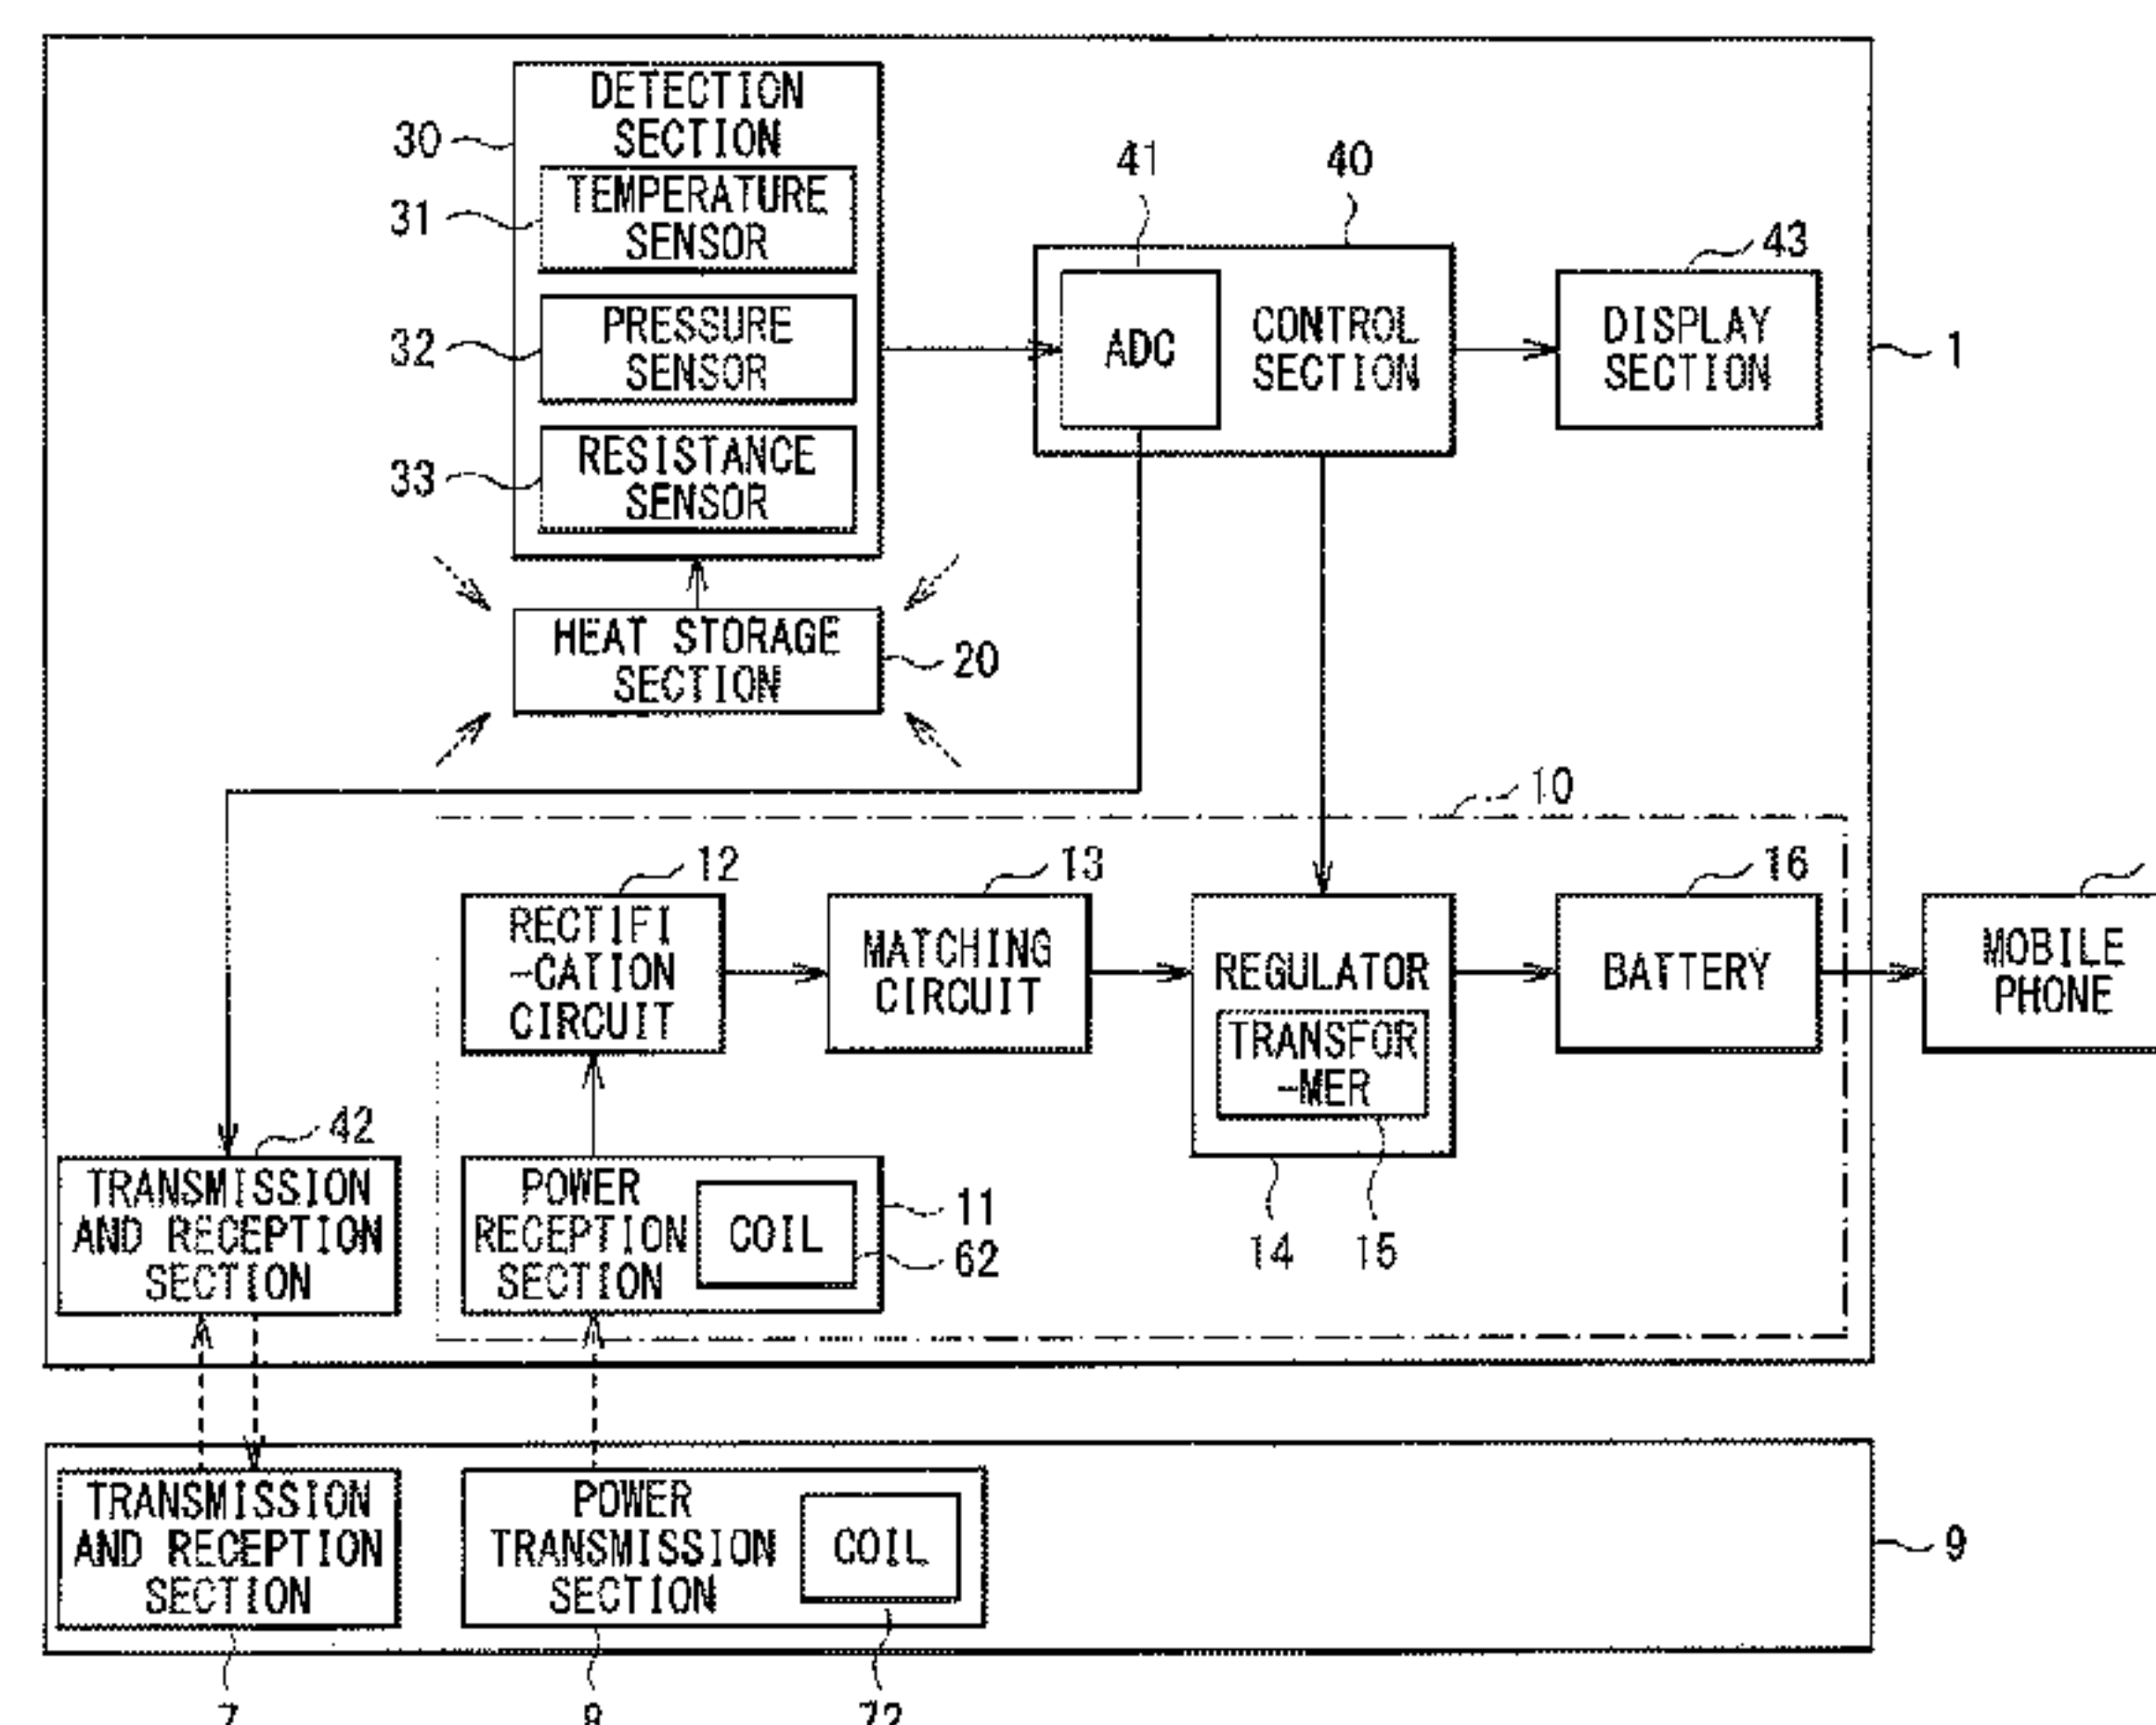 DETECTION
SECTION
30
TEMPERATURE
SENSOR
31
PRESSURE
SENSOR
32
RESISTANCE
SENSOR
33
41
40
ADC
CONTROL
SECTION
43
DISPLAY
SECTION
1
HEAT STORAGE
SECTION
20
10
12
RECTIFI
-CATION
CIRCUIT
13
MATCHING
CIRCUIT
REGULATOR
TRANSFOR
-MER
14
15
16
BATTERY
MOBILE
PHONE
42
TRANSMISSION
AND RECEPTION
SECTION
POWER
RECEPTION
SECTION
COIL
11
62
TRANSMISSION
AND RECEPTION
SECTION
POWER
TRANSMISSION
SECTION
COIL
9
7
8
72